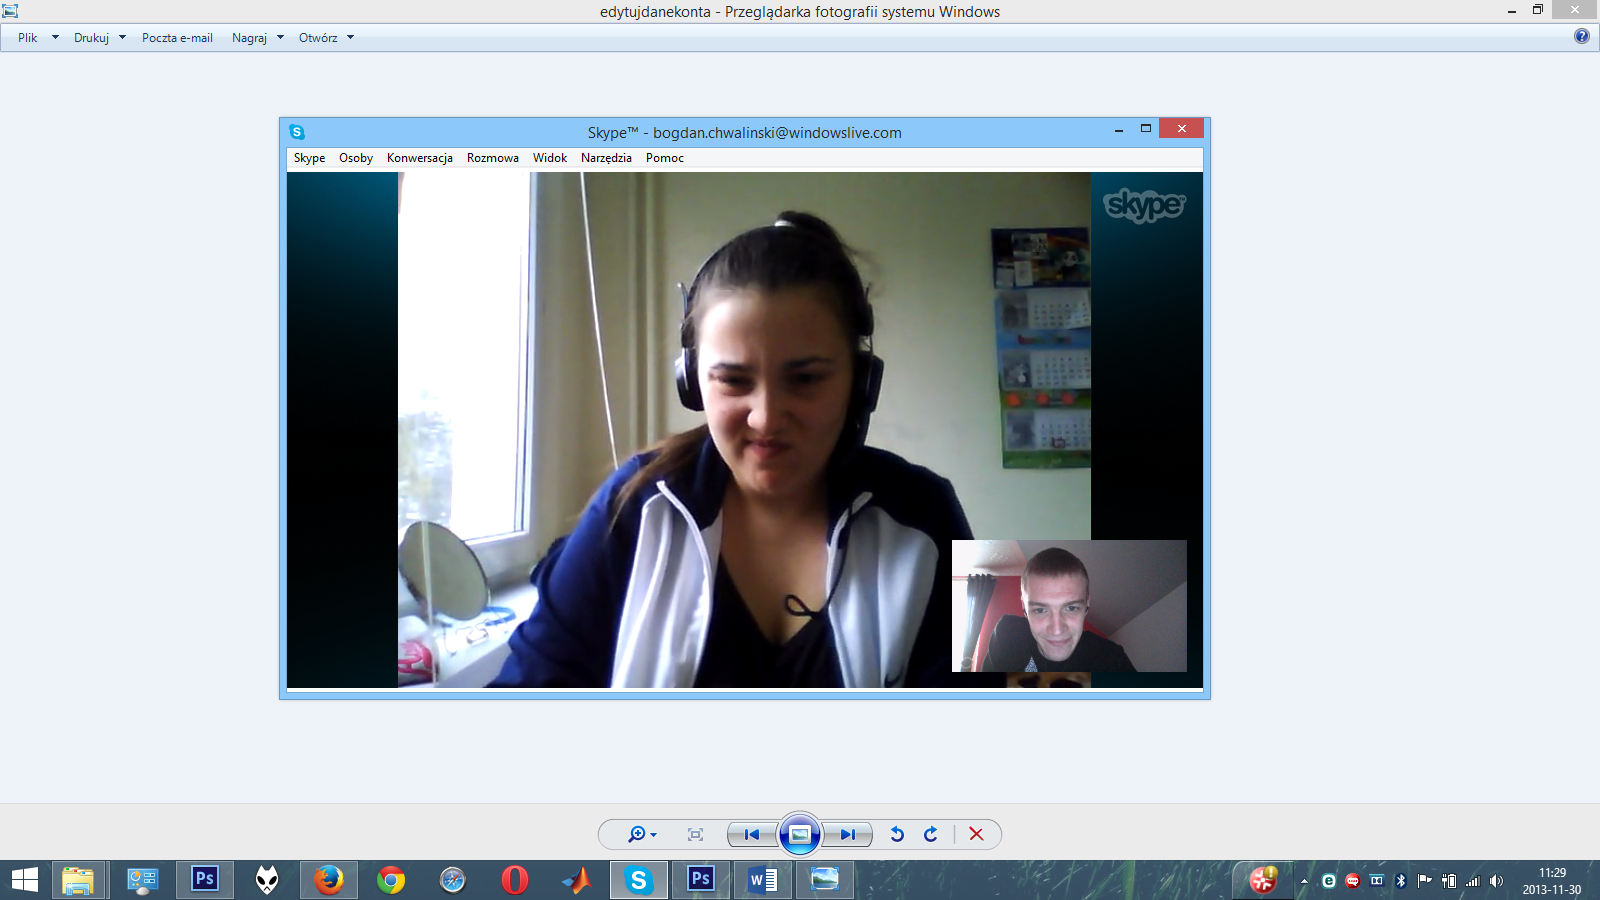 edytujdanekonta - Przeglądarka fotografii systemu Windows
Plik Drukuj Poczta e-mail Nagraj Otwórz
Skype™ - bogdan.chwalinski@windowslive.com
Skype Osoby Konwersacja Rozmowa Widok Narzędzia Pomoc
skype™
Ps
Ps
11:29
2013-11-30